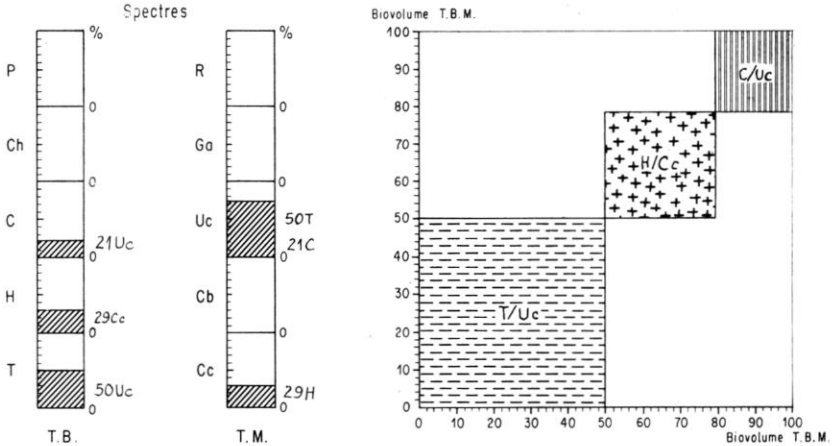 Spectres
%
P
0
Ch
0
C
21Uc
0
H
29Cc
0
T
50Uc
0
T.B.
%
R
0
Ga
0
Uc
50T
21C
0
Cb
0
Cc
29H
0
T.M.
Biovolume T.B.M.
100
90
80
70
60
50
40
30
20
10
0
C/Uc
H/Cc
T/Uc
0 10 20 30 40 50 60 70 80 90 100
Biovolume T.B.M.